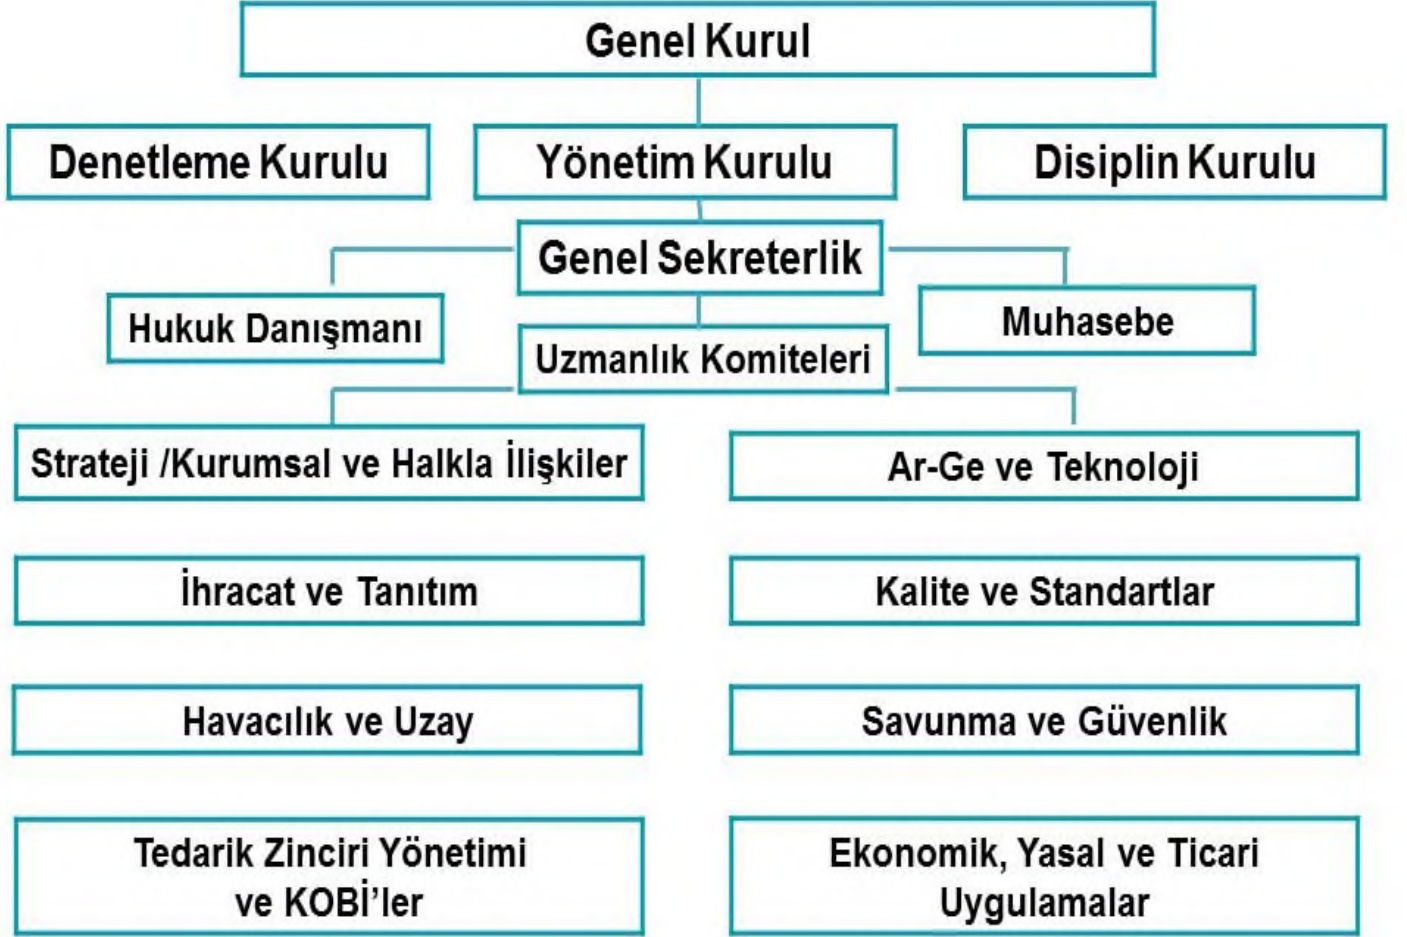 Genel Kurul
Denetleme Kurulu
Yönetim Kurulu
Disiplin Kurulu
Genel Sekreterlik
Hukuk Danışmanı
Muhasebe
Uzmanlık Komiteleri
Strateji /Kurumsal ve Halkla İlişkiler
Ar-Ge ve Teknoloji
İhracat ve Tanıtım
Kalite ve Standartlar
Havacılık ve Uzay
Savunma ve Güvenlik
Tedarik Zinciri Yönetimi
ve KOBİ’ler
Ekonomik, Yasal ve Ticari
Uygulamalar